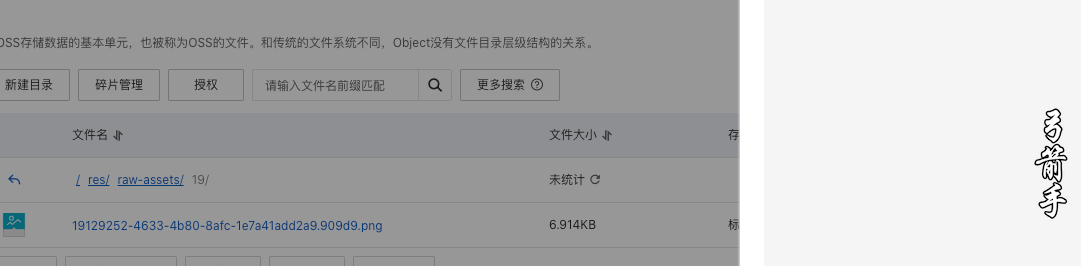 OSS存储数据的基本单元，也被称为OSS的文件。和传统的文件系统不同，Object没有文件目录层级结构的关系。
新建目录 碎片管理 授权 请输入文件名前缀匹配 更多搜索
文件名 文件大小 存
/ res/ raw-assets/ 19/ 未统计
19129252-4633-4b80-8afc-1e7a41add2a9.909d9.png 6.914KB 标
弓箭手